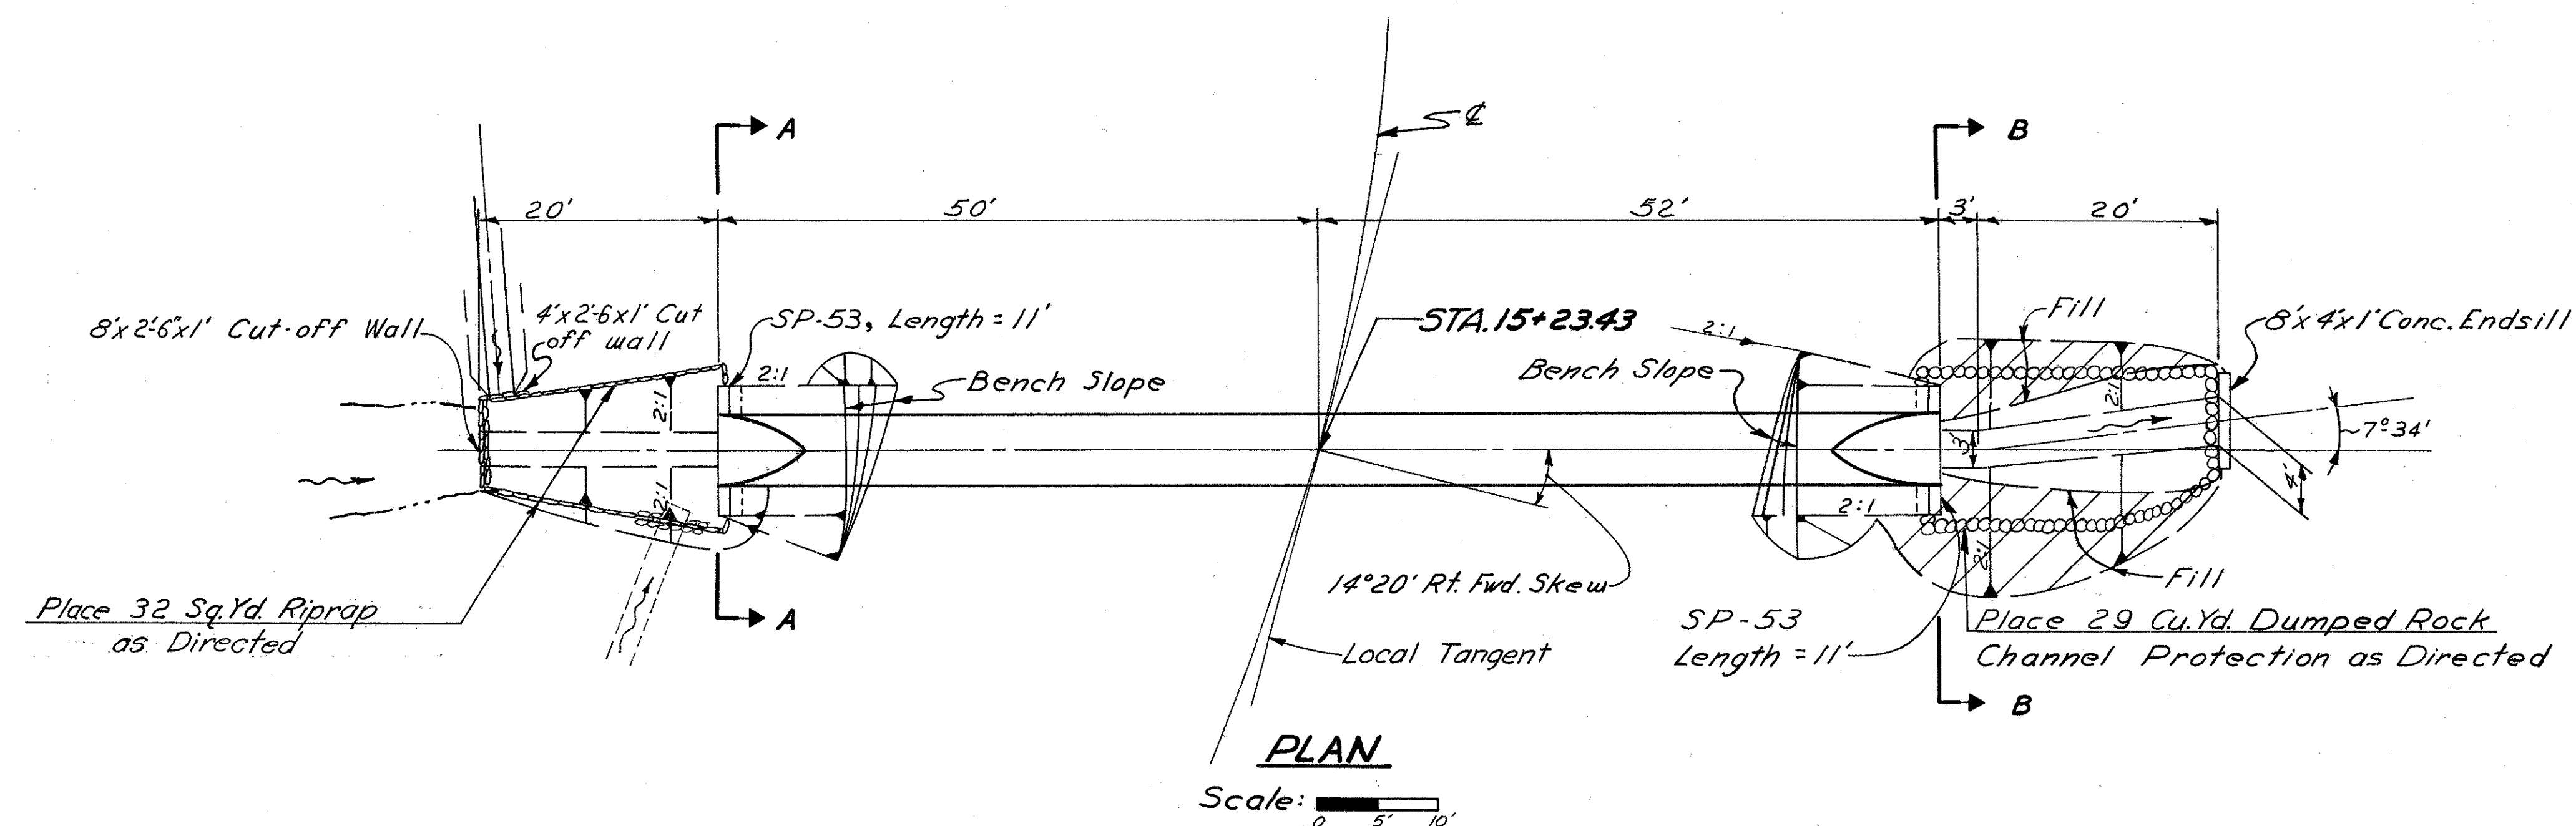 ℄
A
B
20'
50'
52'
3'
20'
8'x2'-6"x1' Cut-off Wall
4'x2'-6x1' Cut
off wall
SP-53, Length = 11'
STA. 15+23.43
2:1
Fill
8'x4'x1' Conc. Endsill
2:1
Bench Slope
Bench Slope
2:1
2:1
3'
7°34'
2:1
2:1
2:1
4'
14°20' Rt. Fwd. Skew
Fill
Place 32 Sq.Yd. Riprap
as Directed
A
SP-53
Length = 11'
Place 29 Cu.Yd. Dumped Rock
Channel Protection as Directed
Local Tangent
B
PLAN
Scale:
0 5' 10'